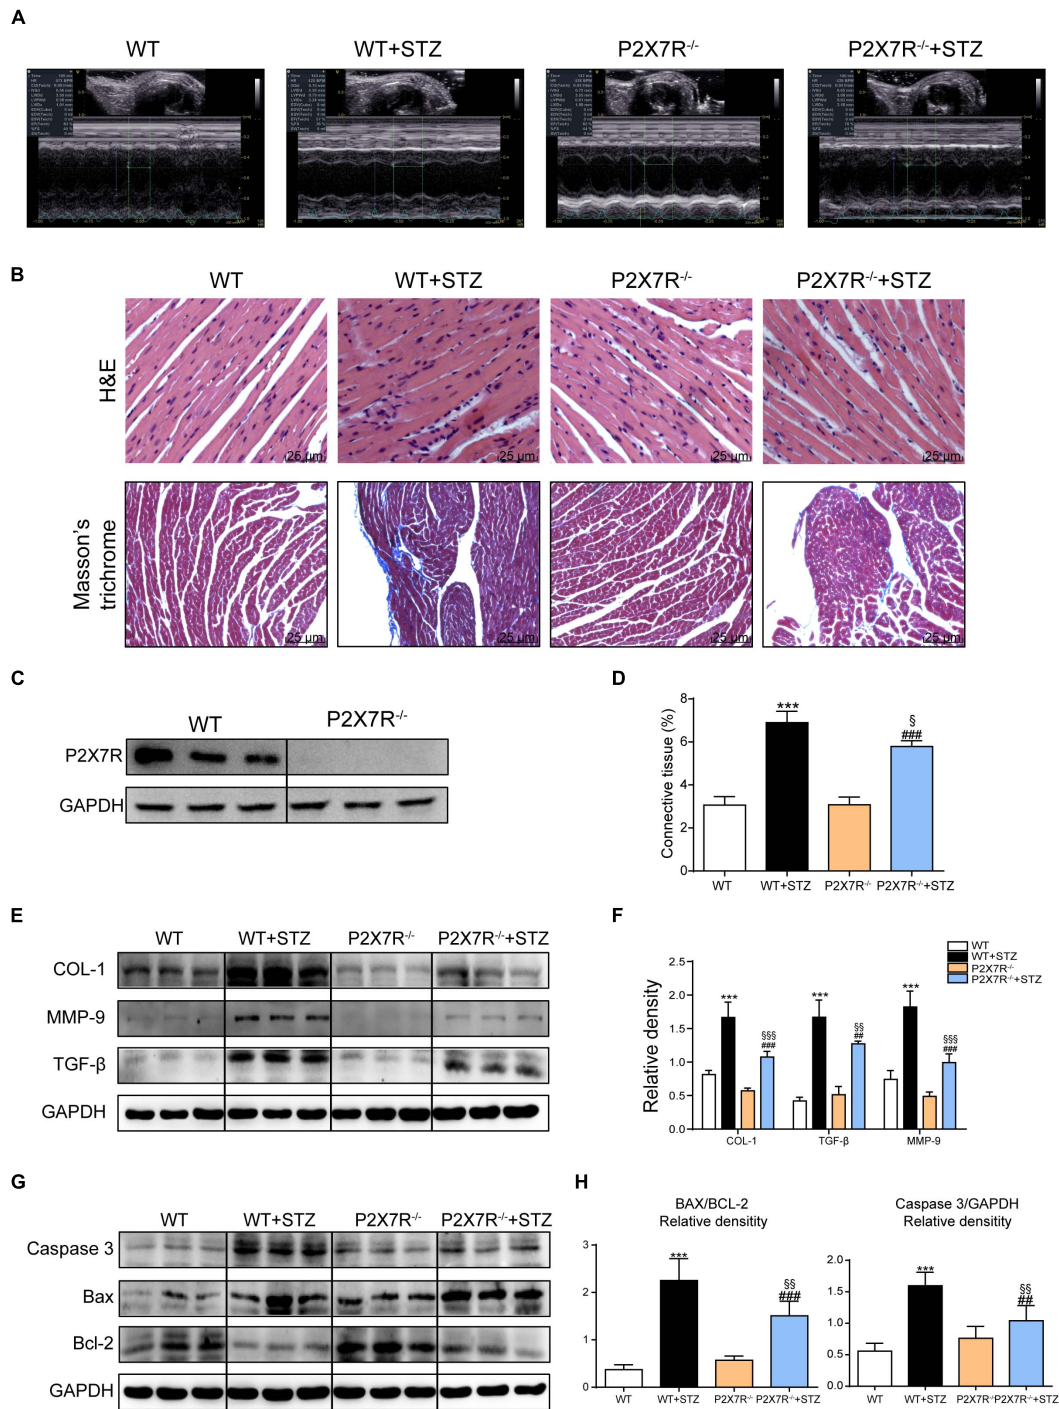 A
WT WT+STZ P2X7R-/- P2X7R-/-+STZ
B
WT WT+STZ P2X7R-/- P2X7R-/-+STZ
H&E
25 μm 25 μm 25 μm 25 μm
Masson's
trichrome
25 μm 25 μm 25 μm 25 μm
C
WT P2X7R-/-
P2X7R
GAPDH
D
Connective tissue (%)
8
6
4
2
0
***
§
###
WT WT+STZ P2X7R-/- P2X7R-/-+STZ
E
WT WT+STZ P2X7R-/- P2X7R-/-+STZ
COL-1
MMP-9
TGF-β
GAPDH
F
WT
WT+STZ
P2X7R-/-
P2X7R-/-+STZ
Relative density
2.5
2.0
1.5
1.0
0.5
0.0
*** *** ***
§§§ §§ §§§
### ## ###
COL-1 TGF-β MMP-9
G
WT WT+STZ P2X7R-/- P2X7R-/-+STZ
Caspase 3
Bax
Bcl-2
GAPDH
H
BAX/BCL-2
Relative densitity
3
2
1
0
***
§§
###
WT WT+STZ P2X7R-/- P2X7R-/-+STZ
Caspase 3/GAPDH
Relative densitity
2.0
1.5
1.0
0.5
0.0
***
§§
##
WT WT+STZ P2X7R-/- P2X7R-/-+STZ